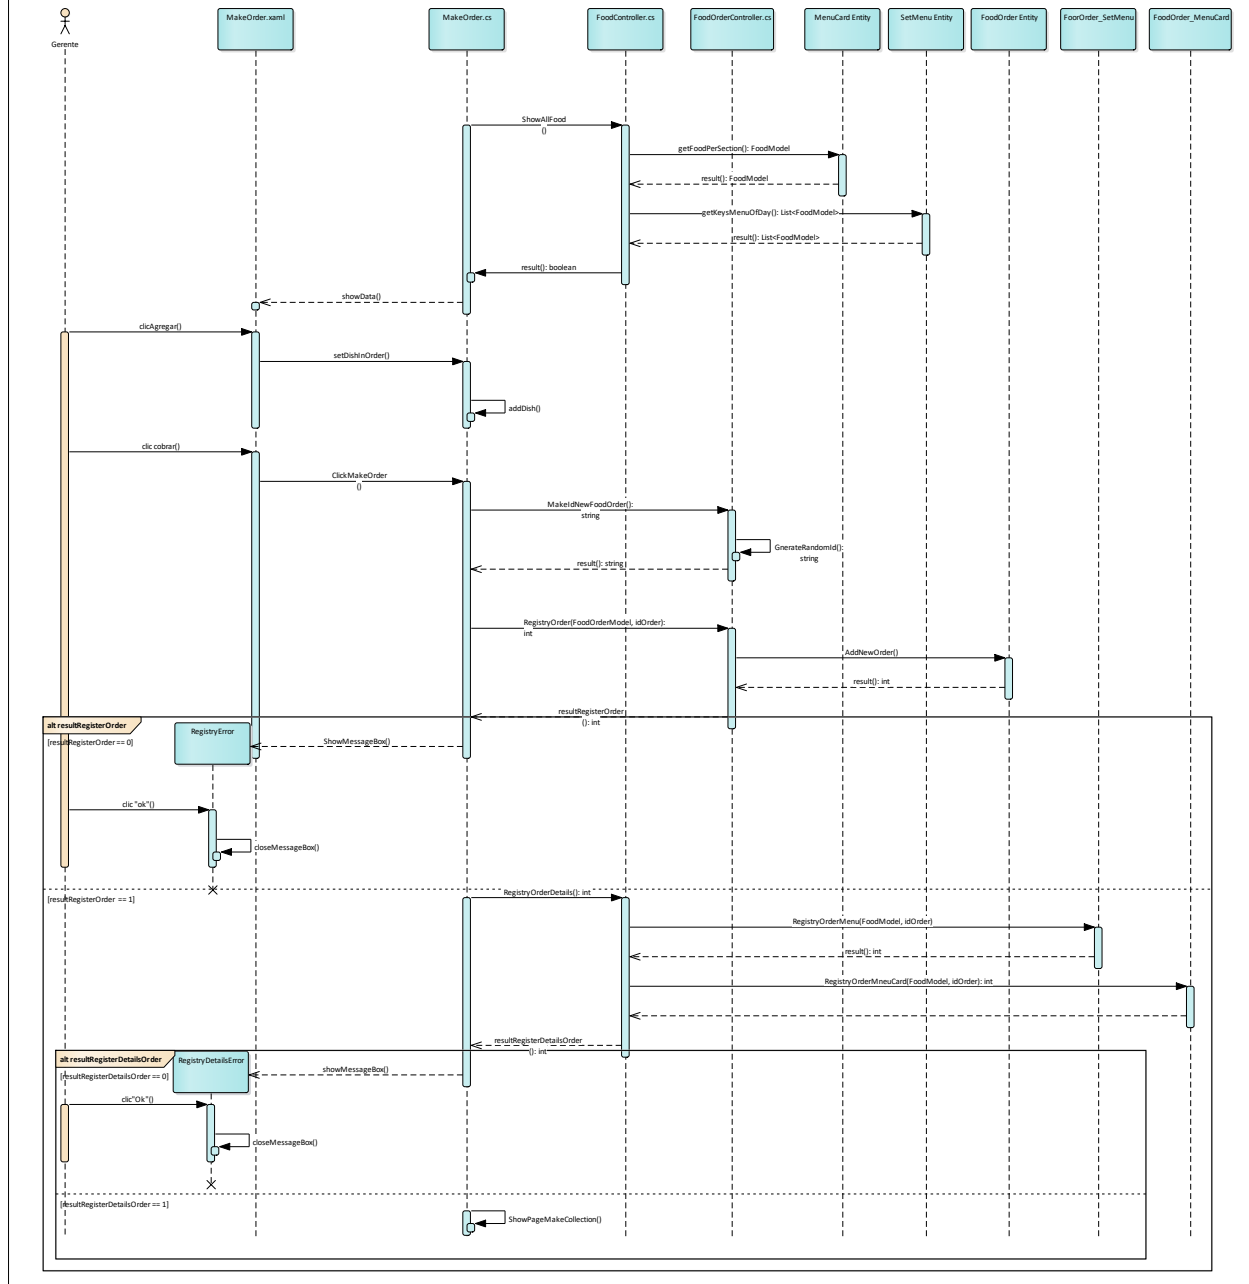 MakeOrder.xaml
MakeOrder.cs
FoodController.cs
FoodOrderController.cs
MenuCard Entity
SetMenu Entity
FoodOrder Entity
FoorOrder_SetMenu
FoodOrder_MenuCard
Gerente
ShowAllFood
()
getFoodPerSection(): FoodModel
result(): FoodModel
getKeysMenuOfDay(): List<FoodModel>
result(): List<FoodModel>
result(): boolean
showData()
clicAgregar()
setDishInOrder()
addDish()
clic cobrar()
ClickMakeOrder
()
MakeIdNewFoodOrder():
string
GnerateRandomId():
string
result(): string
RegistryOrder(FoodOrderModel, idOrder):
int
AddNewOrder()
result(): int
resultRegisterOrder
(): int
alt resultRegisterOrder
[resultRegisterOrder == 0]
RegistryError
ShowMessageBox()
clic "ok"()
closeMessageBox()
[resultRegisterOrder == 1]
RegistryOrderDetails(): int
RegistryOrderMenu(FoodModel, idOrder)
result(): int
RegistryOrderMneuCard(FoodModel, idOrder): int
resultRegisterDetailsOrder
(): int
alt resultRegisterDetailsOrder
[resultRegisterDetailsOrder == 0]
RegistryDetailsError
showMessageBox()
clic"Ok"()
closeMessageBox()
[resultRegisterDetailsOrder == 1]
ShowPageMakeCollection()